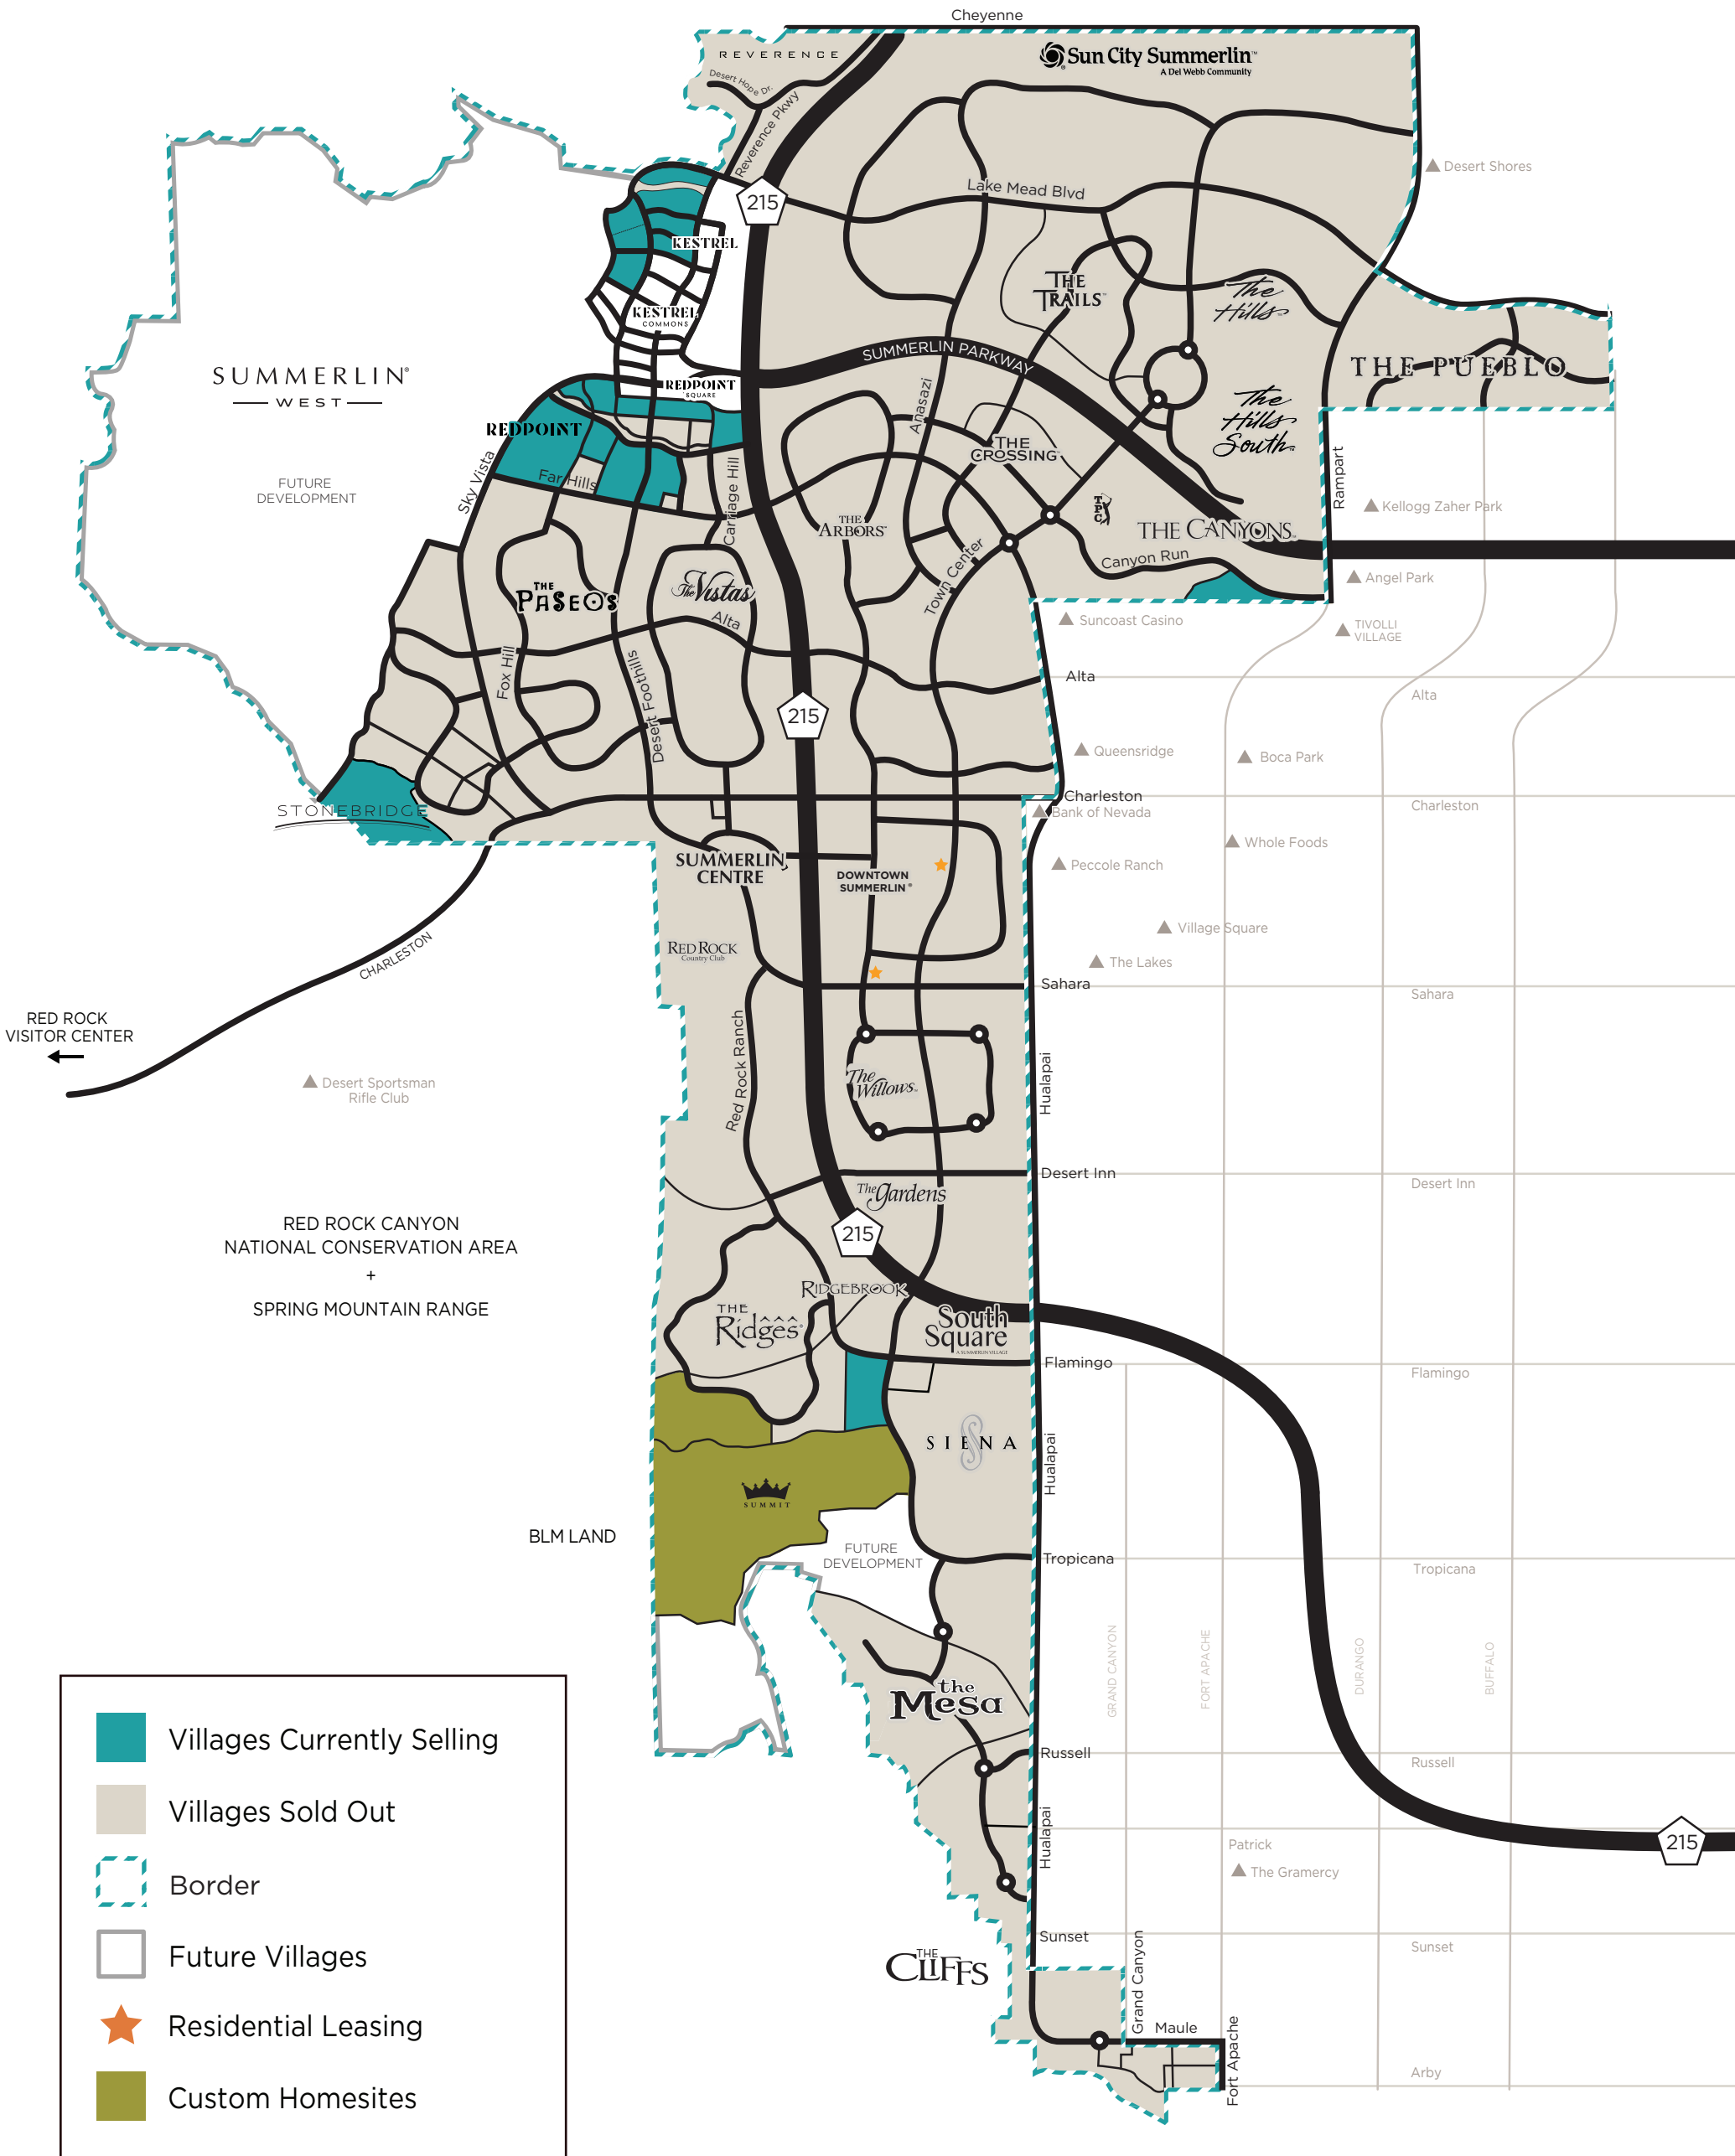 Cheyenne
REVERENCE
Desert Hope Dr.
Reverence Pkwy
Sun City Summerlin™
A Del Webb Community
Desert Shores
215
Lake Mead Blvd
KESTREL
KESTREL
COMMONS
THE
TRAILS™
The
Hills
SUMMERLIN PARKWAY
THE PUEBLO
SUMMERLIN®
WEST
REDPOINT
SQUARE
REDPOINT
Anasazi
The
Hills
South
THE
CROSSING
FUTURE
DEVELOPMENT
Sky Vista
Far Hills
Carriage Hill
Rampart
Kellogg Zaher Park
TPC
THE
ARBORS™
THE CANYONS
Canyon Run
Town Center
Angel Park
THE
PASEOS
The Vistas
Alta
Suncoast Casino
TIVOLLI
VILLAGE
Fox Hill
Desert Foothills
Alta
Alta
215
Queensridge
Boca Park
STONEBRIDGE
Charleston
Charleston
Bank of Nevada
Whole Foods
SUMMERLIN
CENTRE
DOWNTOWN
SUMMERLIN®
Peccole Ranch
CHARLESTON
RED ROCK
Country Club
Village Square
The Lakes
Sahara
Sahara
RED ROCK
VISITOR CENTER
Desert Sportsman
Rifle Club
Red Rock Ranch
The
Willows
Hualapai
Desert Inn
Desert Inn
The Gardens
RED ROCK CANYON
NATIONAL CONSERVATION AREA
+
SPRING MOUNTAIN RANGE
215
RIDGEBROOK
THE
Ridges
South
Square
A SUMMERLIN VILLAGE
Flamingo
Flamingo
SIENA
Hualapai
SUMMIT
BLM LAND
FUTURE
DEVELOPMENT
Tropicana
Tropicana
GRAND CANYON
FORT APACHE
DURANGO
BUFFALO
the
Mesa
Russell
Russell
Hualapai
Patrick
The Gramercy
215
Sunset
Sunset
THE
CLIFFS
Grand Canyon
Maule
Fort Apache
Arby
Villages Currently Selling
Villages Sold Out
Border
Future Villages
Residential Leasing
Custom Homesites